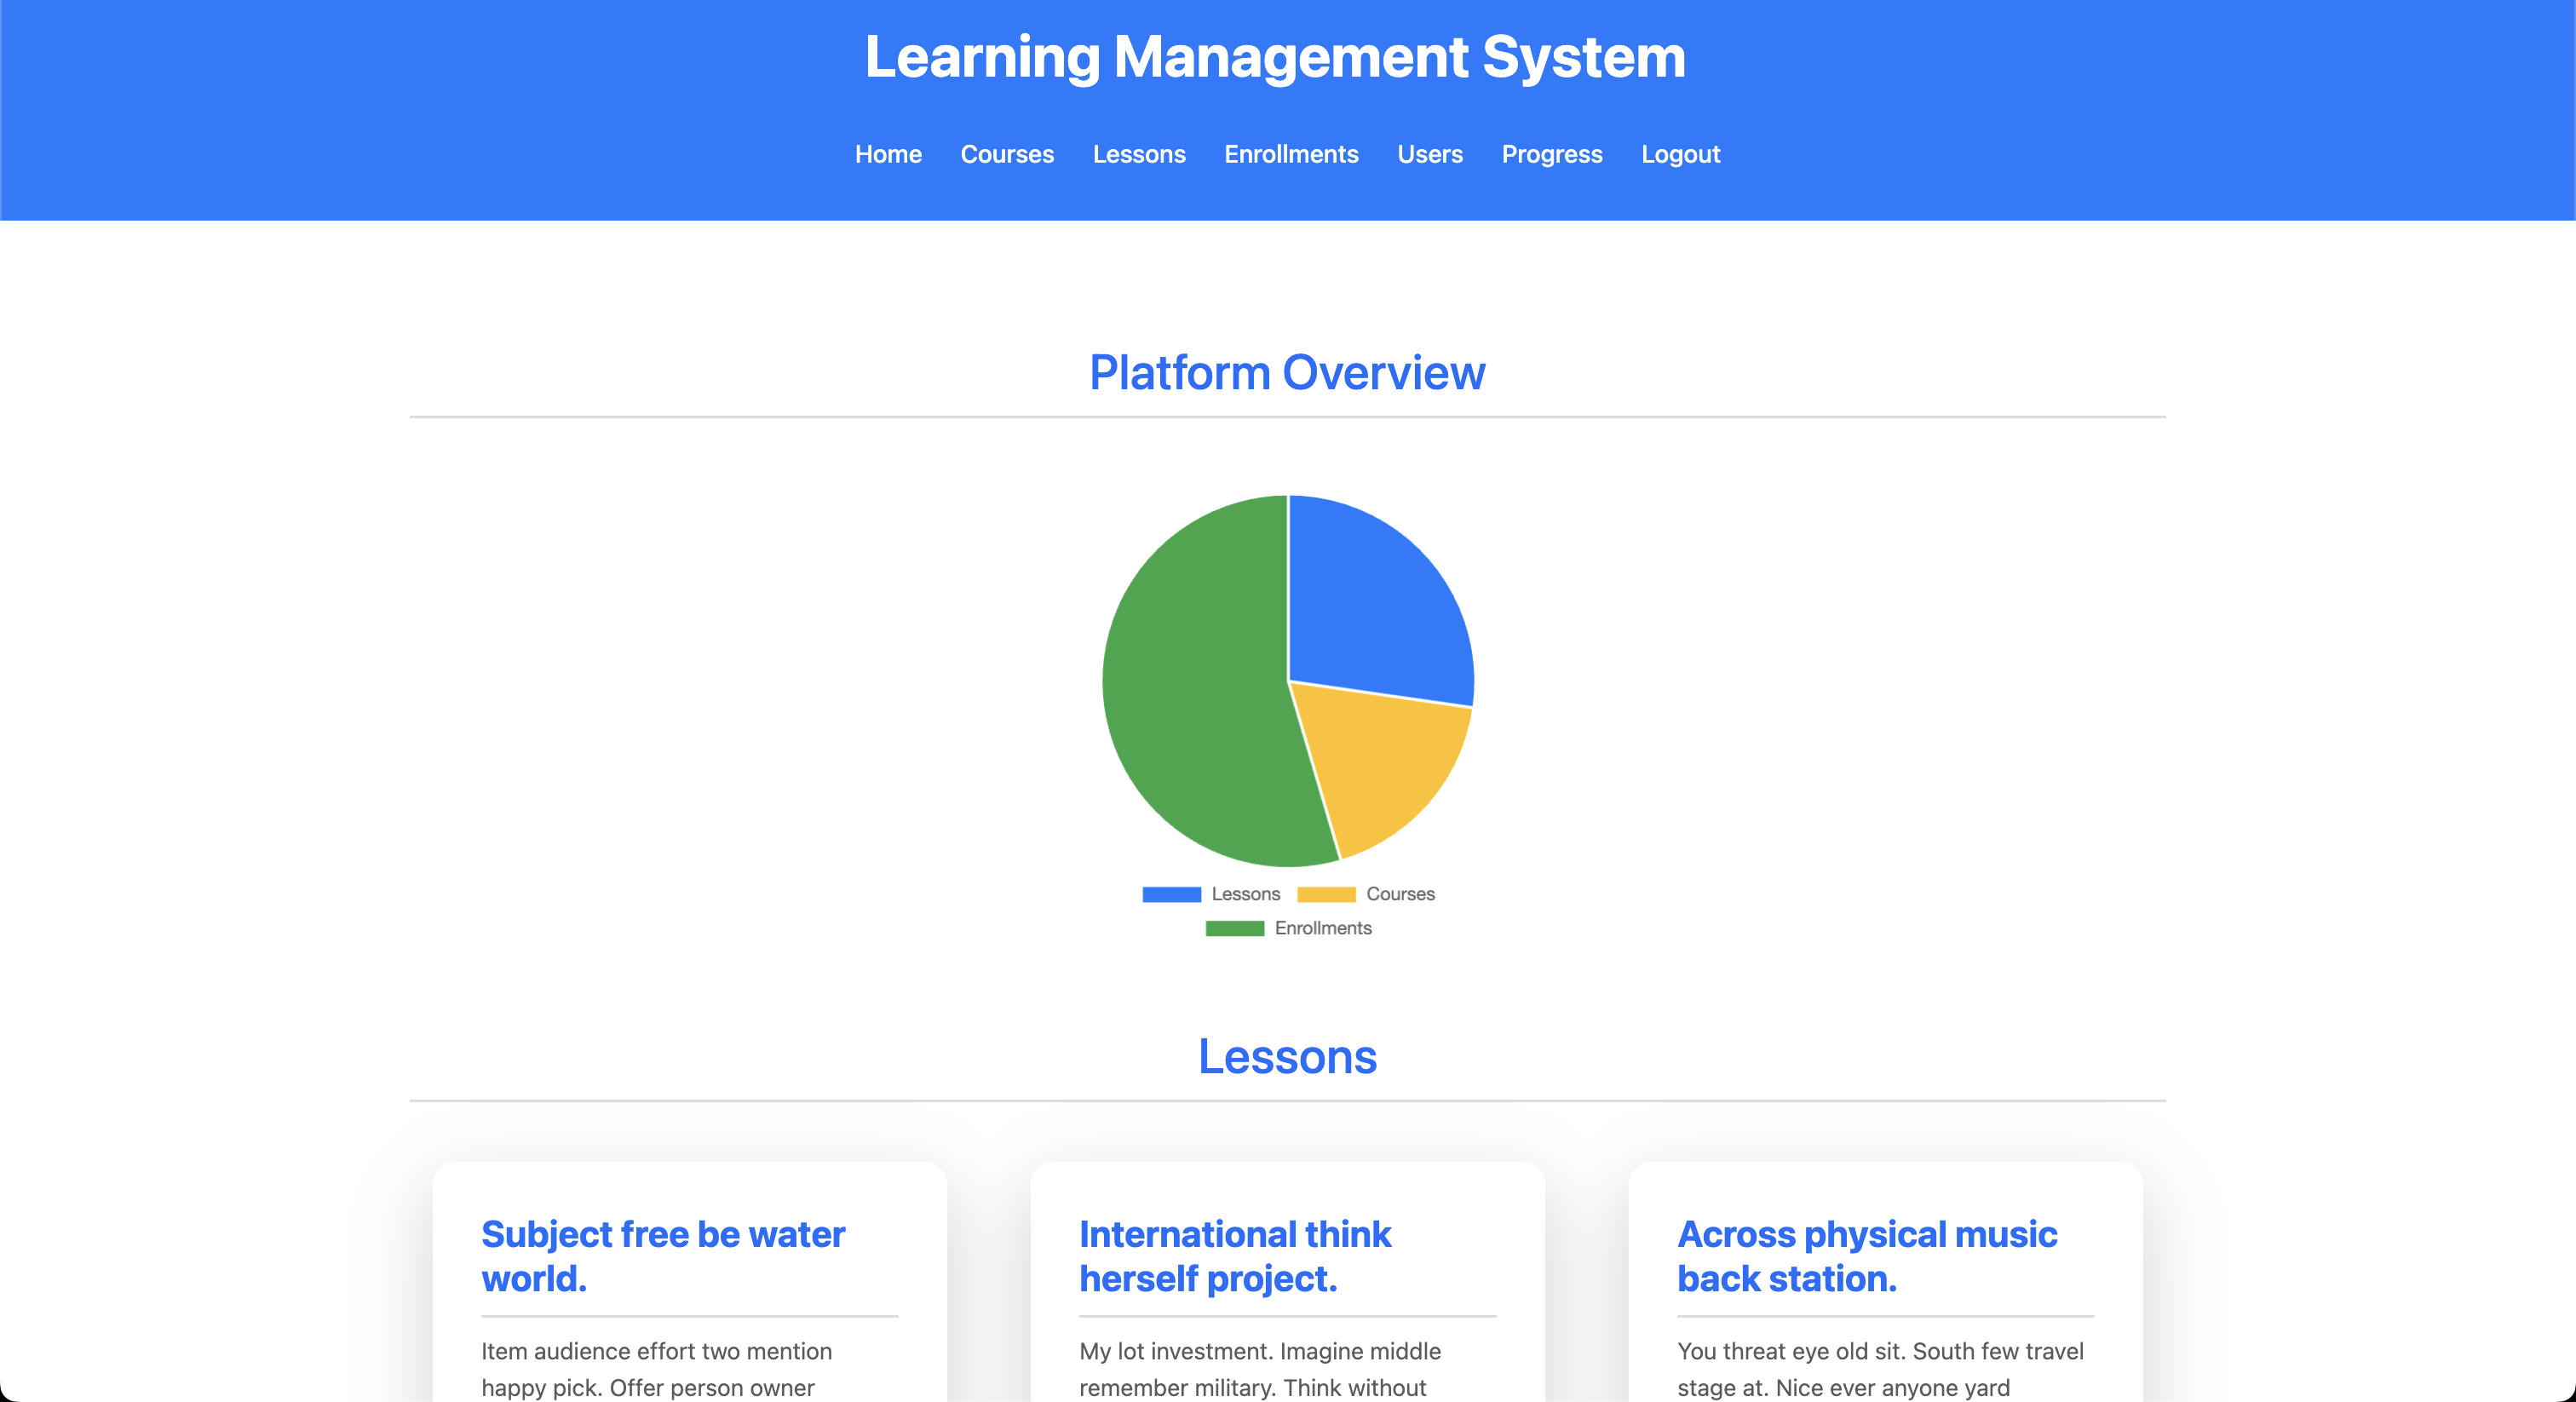 Learning Management System
Home Courses Lessons Enrollments Users Progress Logout
Platform Overview
Lessons Courses
Enrollments
Lessons
Subject free be water
world.
Item audience effort two mention
happy pick. Offer person owner
International think
herself project.
My lot investment. Imagine middle
remember military. Think without
Across physical music
back station.
You threat eye old sit. South few travel
stage at. Nice ever anyone yard